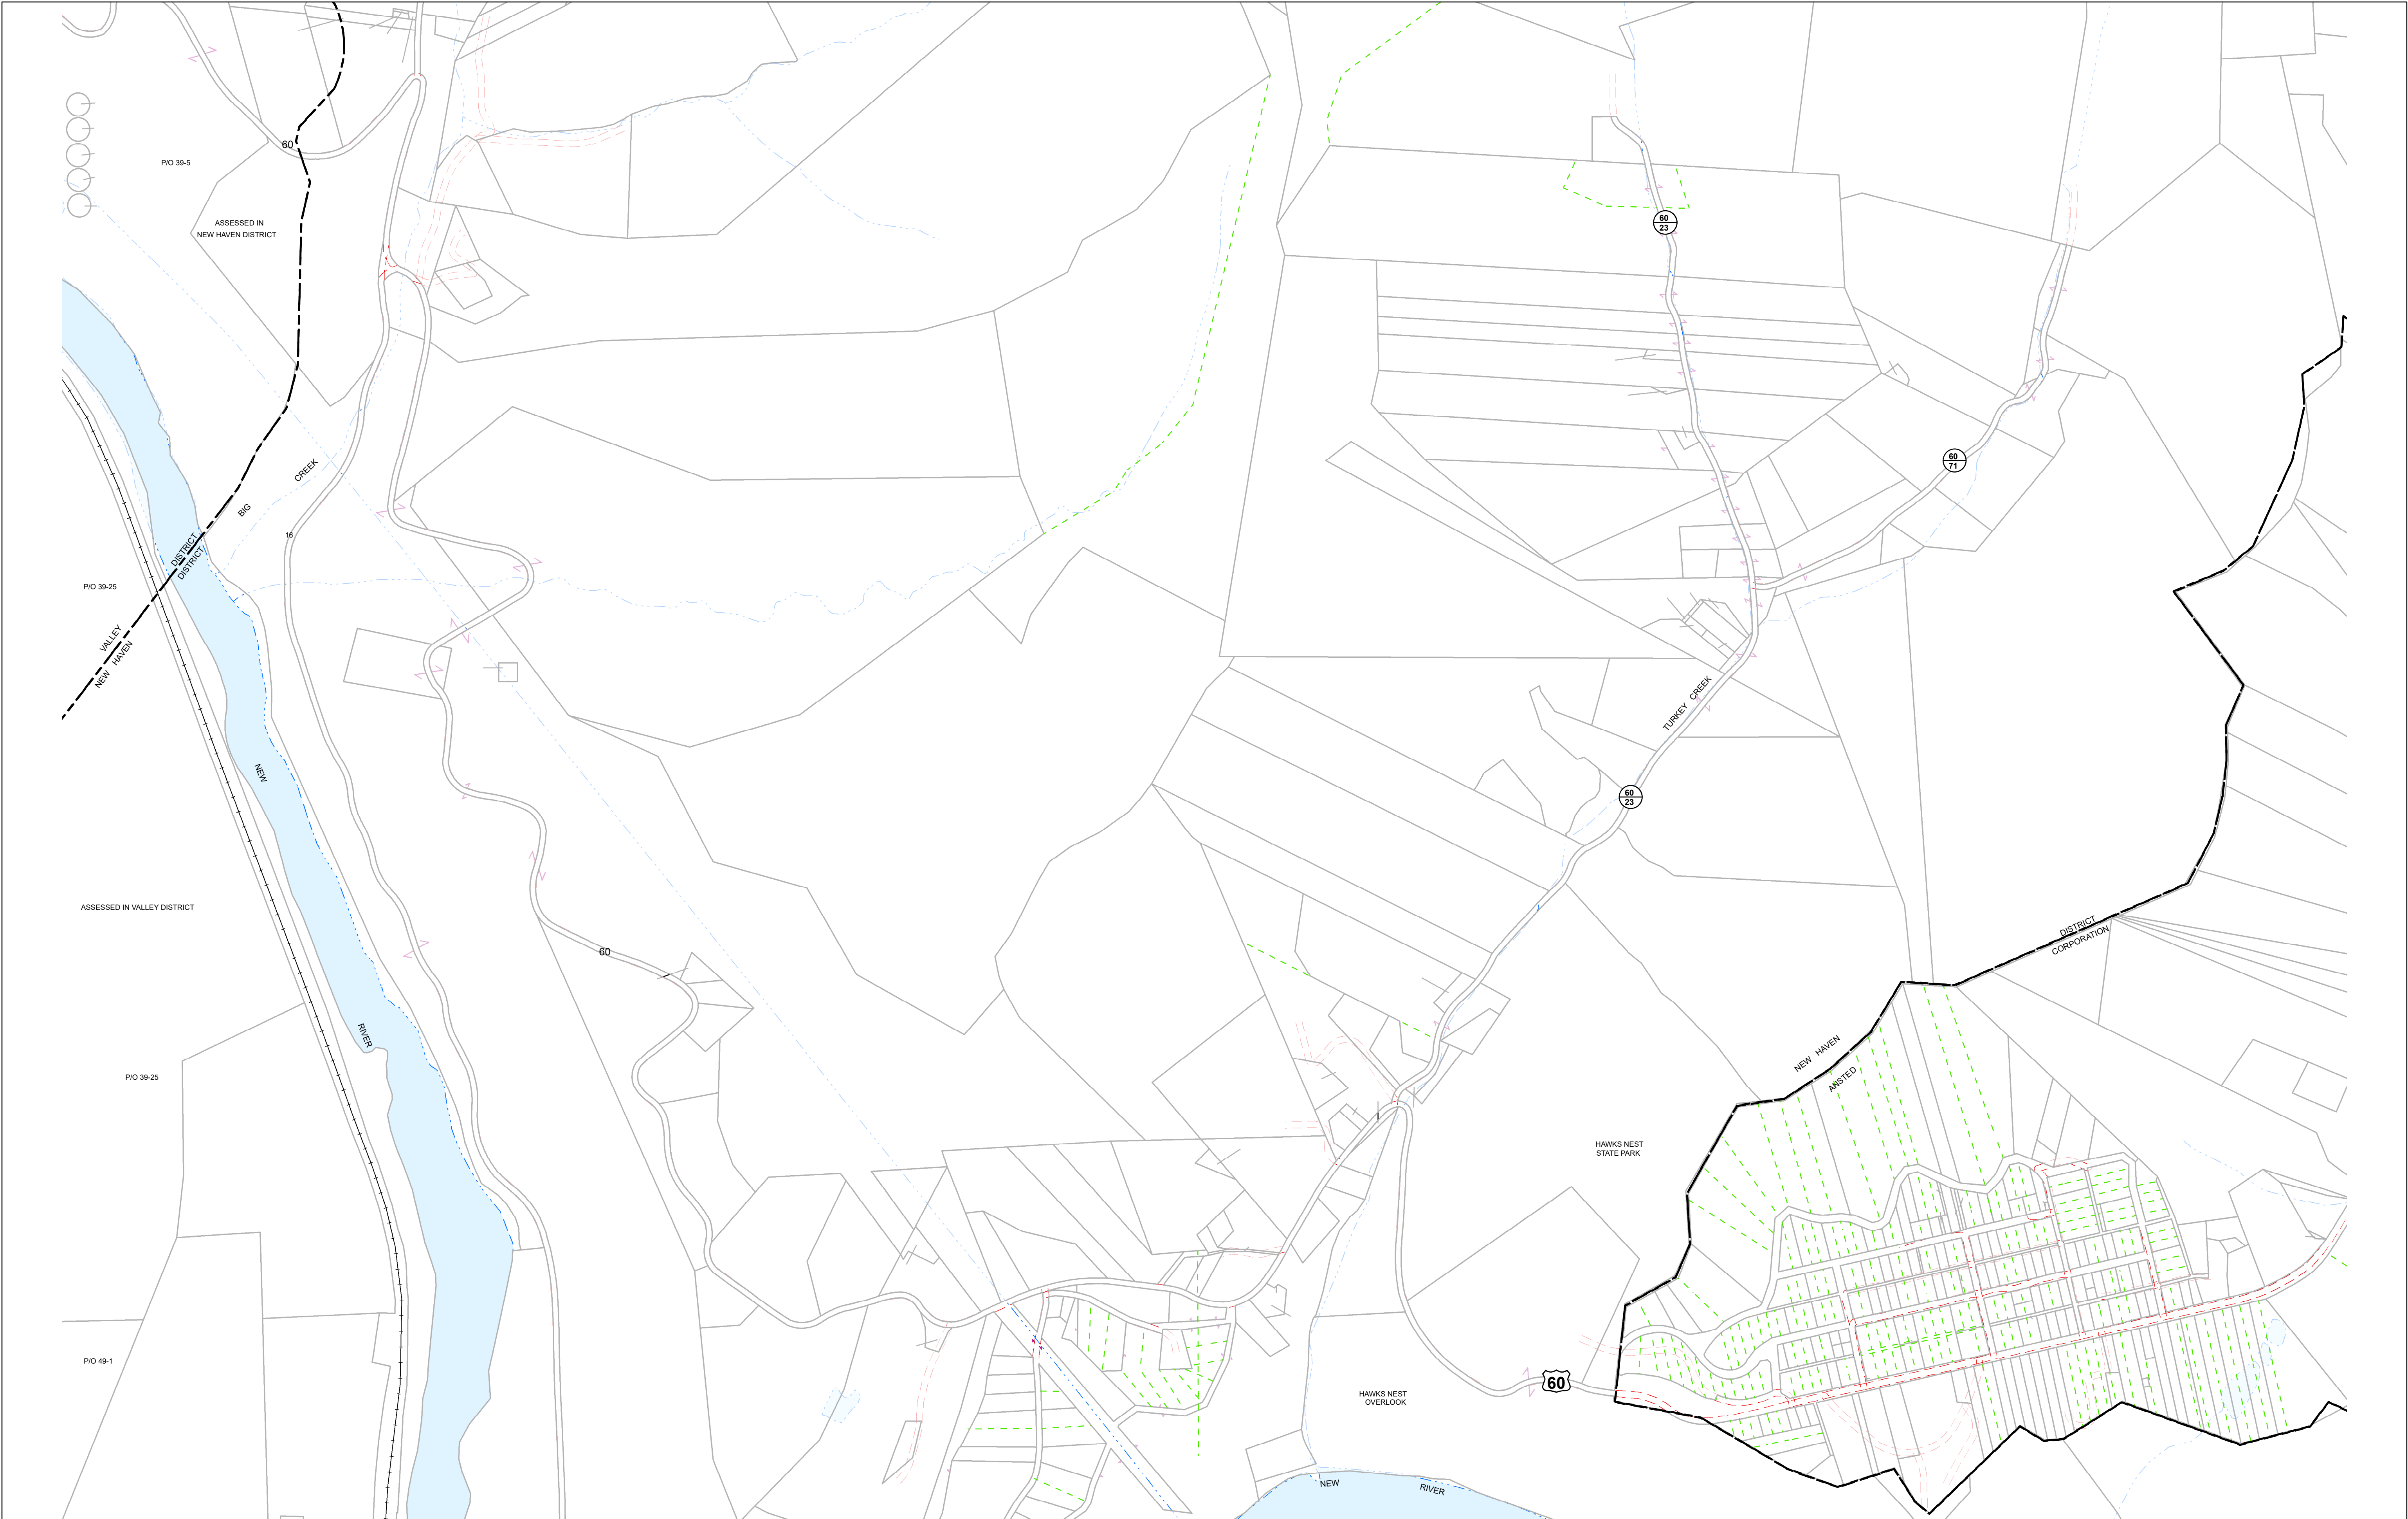 60
P/O 39-5
60
23
ASSESSED IN
NEW HAVEN DISTRICT
60
71
CREEK
BIG
16
DISTRICT
DISTRICT
P/O 39-25
VALLEY
NEW HAVEN
TURKEY CREEK
NEW
60
23
ASSESSED IN VALLEY DISTRICT
DISTRICT
CORPORATION
60
RIVER
NEW HAVEN
ANSTED
P/O 39-25
HAWKS NEST
STATE PARK
P/O 49-1
60
HAWKS NEST
OVERLOOK
NEW RIVER